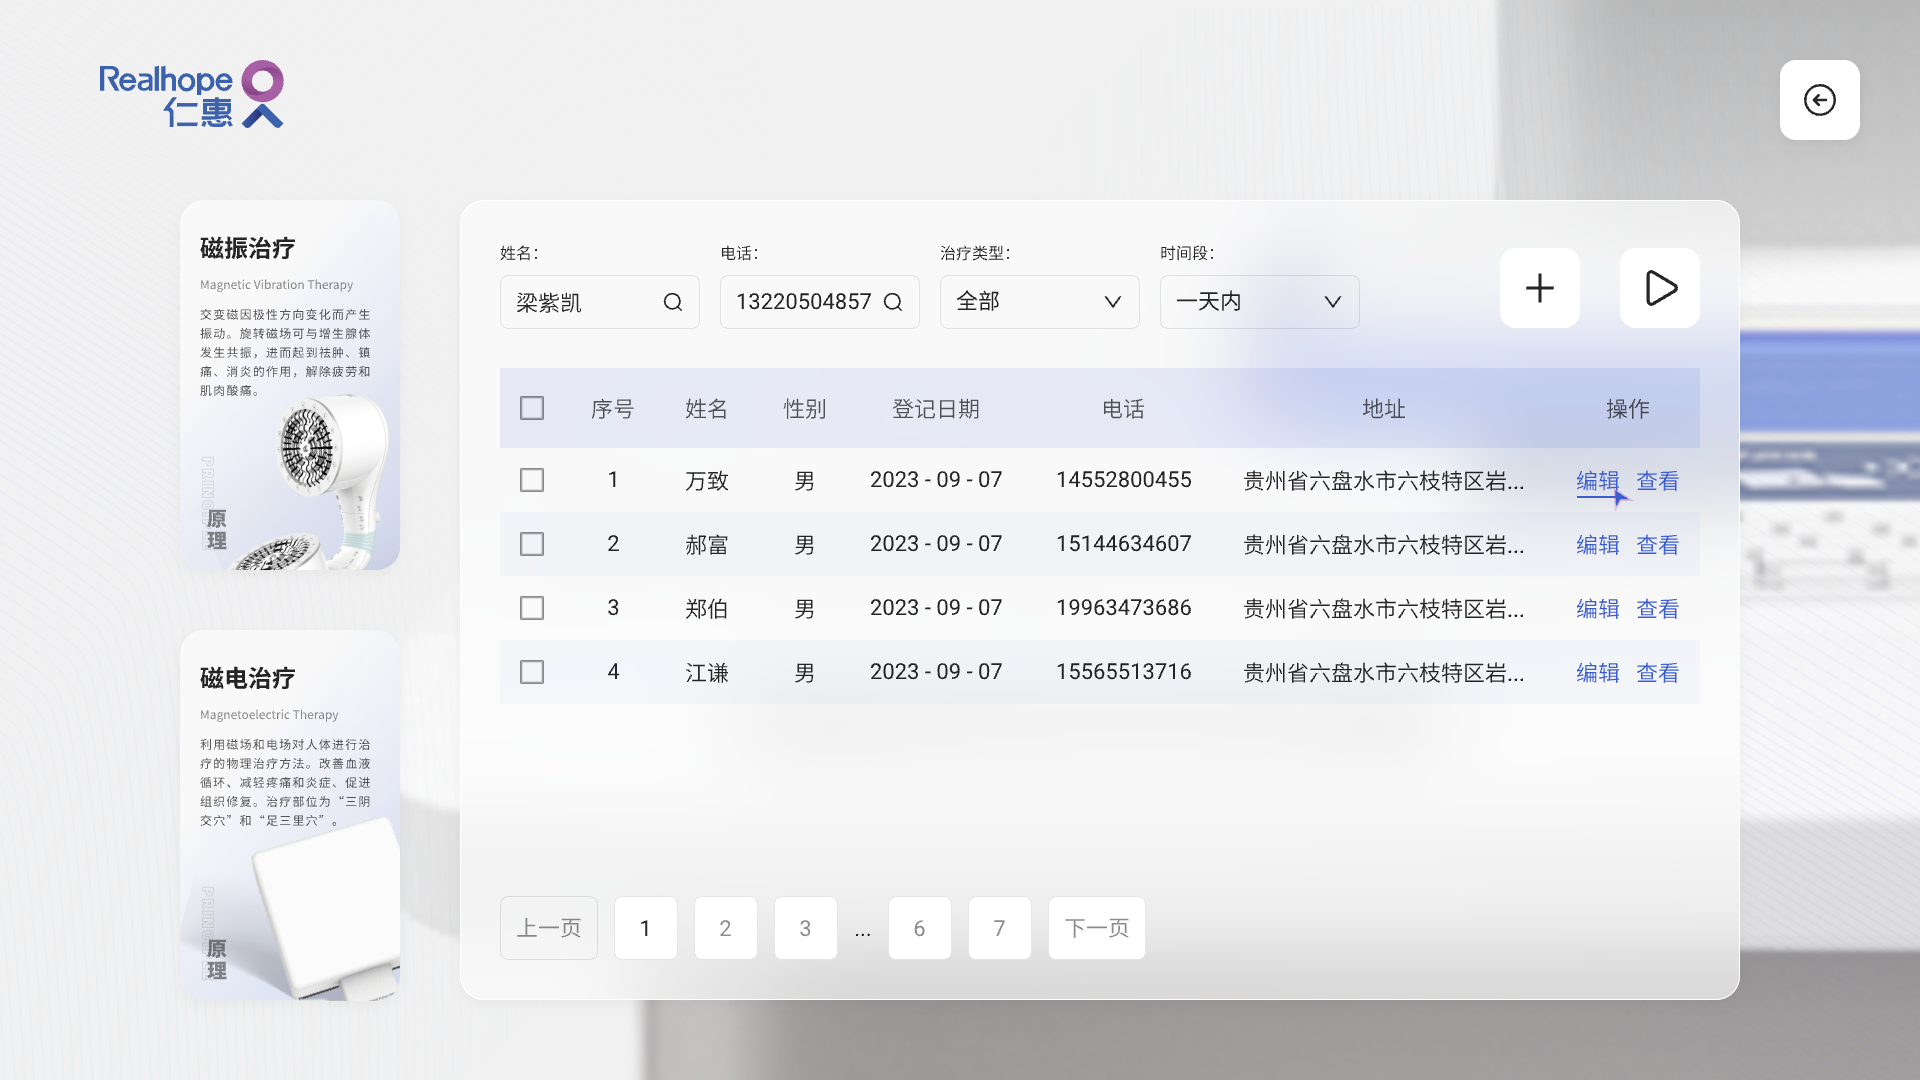 Realhope
仁惠
磁振治疗
Magnetic Vibration Therapy
交变磁因极性方向变化而产生
振动。旋转磁场可与增生腺体
发生共振，进而起到祛肿、镇
痛、消炎的作用，解除疲劳和
肌肉酸痛。
PRINCIPLE
原理
磁电治疗
Magnetoelectric Therapy
利用磁场和电场对人体进行治
疗的物理治疗方法。改善血液
循环、减轻疼痛和炎症、促进
组织修复。治疗部位为“三阴
交穴”和“足三里穴”。
PRINCIPLE
原理
姓名： 电话： 治疗类型： 时间段：
梁紫凯 13220504857 全部 一天内
序号 姓名 性别 登记日期 电话 地址 操作
1 万致 男 2023 - 09 - 07 14552800455 贵州省六盘水市六枝特区岩... 编辑 查看
2 郝富 男 2023 - 09 - 07 15144634607 贵州省六盘水市六枝特区岩... 编辑 查看
3 郑伯 男 2023 - 09 - 07 19963473686 贵州省六盘水市六枝特区岩... 编辑 查看
4 江谦 男 2023 - 09 - 07 15565513716 贵州省六盘水市六枝特区岩... 编辑 查看
上一页 1 2 3 ... 6 7 下一页